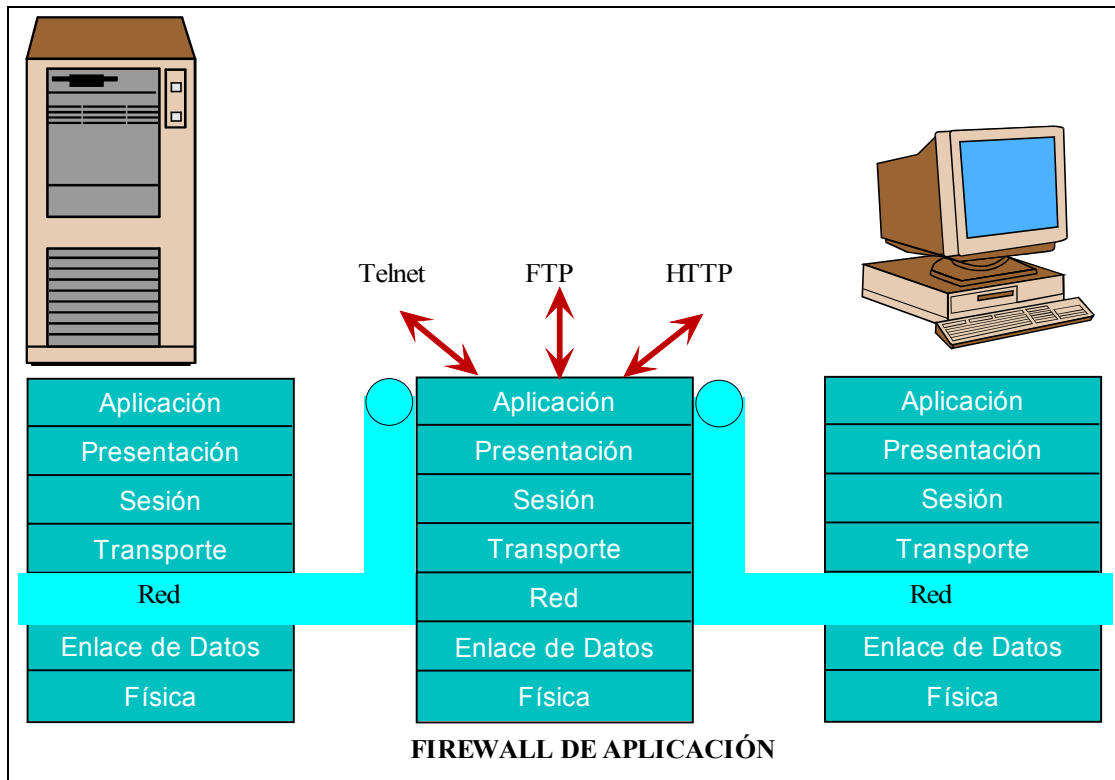 Telnet
FTP
HTTP
Aplicación
Presentación
Sesión
Transporte
Red
Enlace de Datos
Física
Aplicación
Presentación
Sesión
Transporte
Red
Enlace de Datos
Física
Aplicación
Presentación
Sesión
Transporte
Red
Enlace de Datos
Física
FIREWALL DE APLICACIÓN